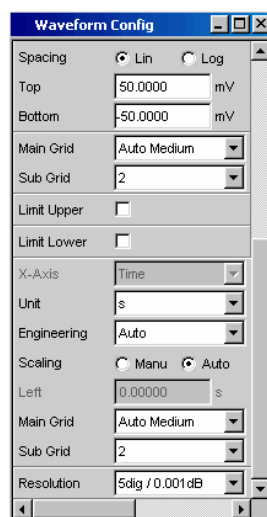 Waveform Config
Spacing Lin Log
Top 50.0000 mV
Bottom -50.0000 mV
Main Grid Auto Medium
Sub Grid 2
Limit Upper
Limit Lower
X-Axis Time
Unit s
Engineering Auto
Scaling Manu Auto
Left 0.00000 s
Main Grid Auto Medium
Sub Grid 2
Resolution 5dig / 0.001dB